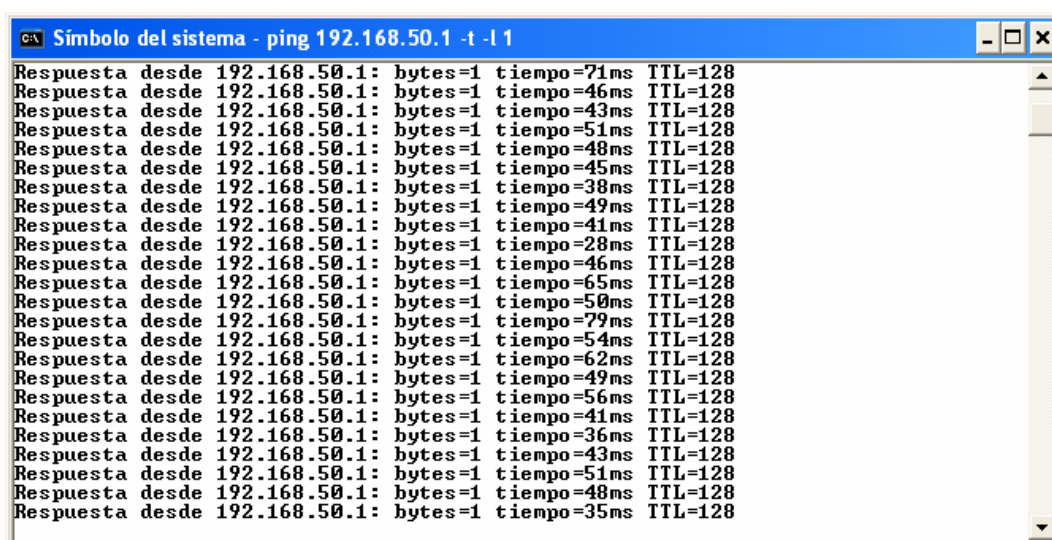 Símbolo del sistema - ping 192.168.50.1 -t -l 1
Respuesta desde 192.168.50.1: bytes=1 tiempo=71ms TTL=128
Respuesta desde 192.168.50.1: bytes=1 tiempo=46ms TTL=128
Respuesta desde 192.168.50.1: bytes=1 tiempo=43ms TTL=128
Respuesta desde 192.168.50.1: bytes=1 tiempo=51ms TTL=128
Respuesta desde 192.168.50.1: bytes=1 tiempo=48ms TTL=128
Respuesta desde 192.168.50.1: bytes=1 tiempo=45ms TTL=128
Respuesta desde 192.168.50.1: bytes=1 tiempo=38ms TTL=128
Respuesta desde 192.168.50.1: bytes=1 tiempo=49ms TTL=128
Respuesta desde 192.168.50.1: bytes=1 tiempo=41ms TTL=128
Respuesta desde 192.168.50.1: bytes=1 tiempo=28ms TTL=128
Respuesta desde 192.168.50.1: bytes=1 tiempo=46ms TTL=128
Respuesta desde 192.168.50.1: bytes=1 tiempo=65ms TTL=128
Respuesta desde 192.168.50.1: bytes=1 tiempo=50ms TTL=128
Respuesta desde 192.168.50.1: bytes=1 tiempo=79ms TTL=128
Respuesta desde 192.168.50.1: bytes=1 tiempo=54ms TTL=128
Respuesta desde 192.168.50.1: bytes=1 tiempo=62ms TTL=128
Respuesta desde 192.168.50.1: bytes=1 tiempo=49ms TTL=128
Respuesta desde 192.168.50.1: bytes=1 tiempo=56ms TTL=128
Respuesta desde 192.168.50.1: bytes=1 tiempo=41ms TTL=128
Respuesta desde 192.168.50.1: bytes=1 tiempo=36ms TTL=128
Respuesta desde 192.168.50.1: bytes=1 tiempo=43ms TTL=128
Respuesta desde 192.168.50.1: bytes=1 tiempo=51ms TTL=128
Respuesta desde 192.168.50.1: bytes=1 tiempo=48ms TTL=128
Respuesta desde 192.168.50.1: bytes=1 tiempo=35ms TTL=128